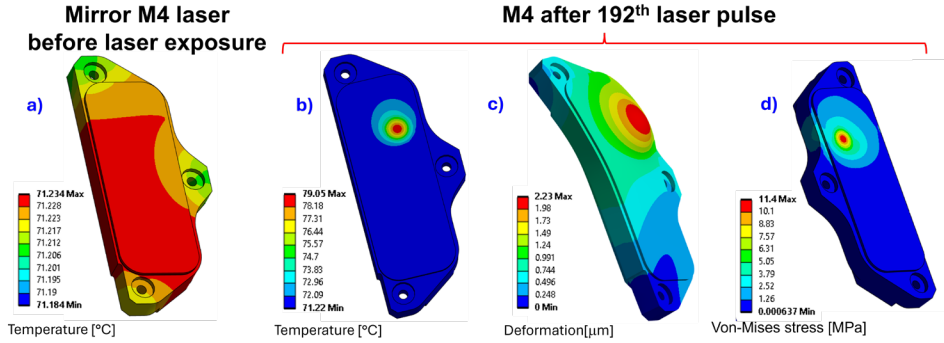 Mirror M4 laser
before laser exposure
M4 after 192th laser pulse
a)
71.234 Max
71.228
71.223
71.217
71.212
71.206
71.201
71.195
71.19
71.184 Min
Temperature [°C]
b)
79.05 Max
78.18
77.31
76.44
75.57
74.7
73.83
72.96
72.09
71.22 Min
Temperature [°C]
c)
2.23 Max
1.98
1.73
1.49
1.24
0.991
0.744
0.496
0.248
0 Min
Deformation[μm]
d)
11.4 Max
10.1
8.83
7.57
6.31
5.05
3.79
2.52
1.26
0.000637 Min
Von-Mises stress [MPa]